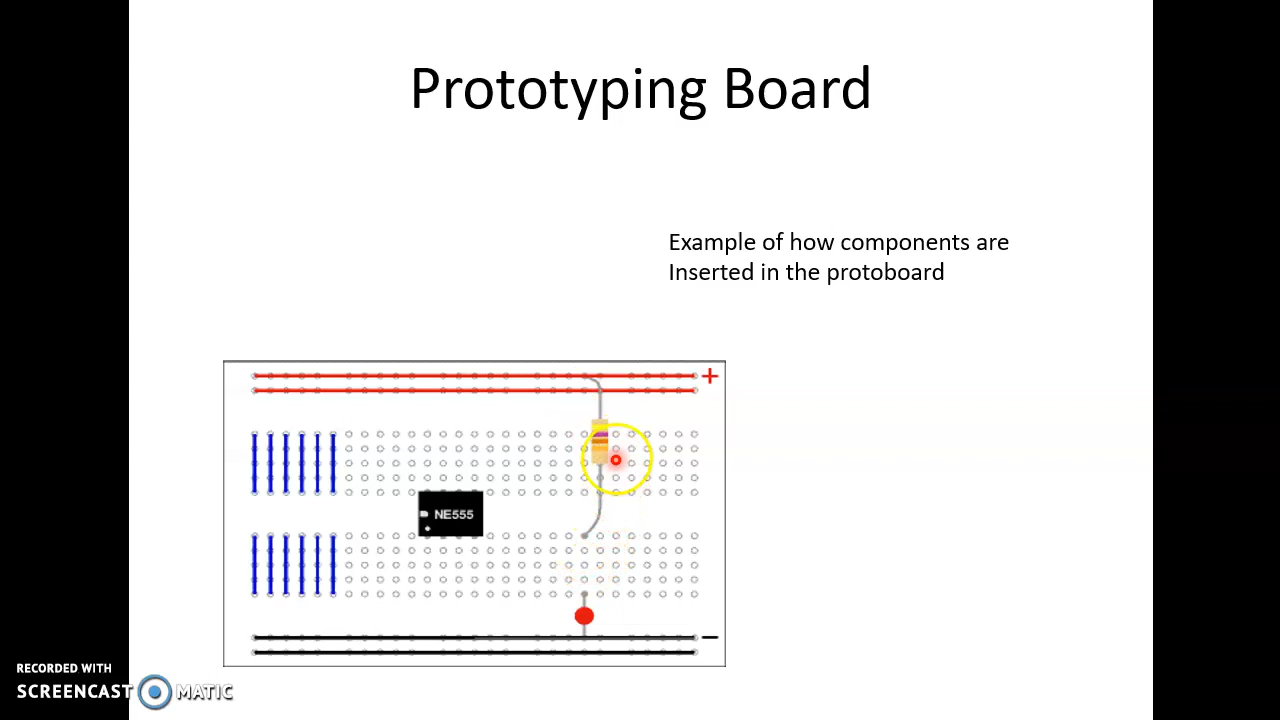 Prototyping Board
Example of how components are
Inserted in the protoboard
+
NE555
−
RECORDED WITH
SCREENCAST MATIC